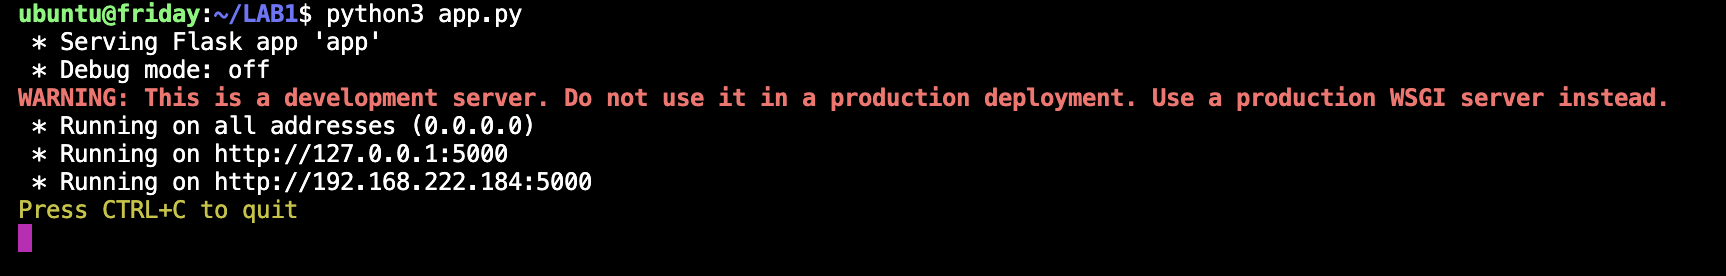 ubuntu@friday:~/LAB1$ python3 app.py
 * Serving Flask app 'app'
 * Debug mode: off
WARNING: This is a development server. Do not use it in a production deployment. Use a production WSGI server instead.
 * Running on all addresses (0.0.0.0)
 * Running on http://127.0.0.1:5000
 * Running on http://192.168.222.184:5000
Press CTRL+C to quit